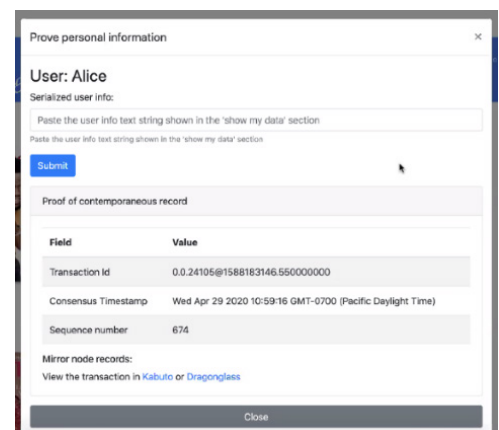 Prove personal information
×
User: Alice
Serialized user info:
Paste the user info text string shown in the 'show my data' section
Paste the user info text string shown in the 'show my data' section
Submit
Proof of contemporaneous record
Field Value
Transaction Id 0.0.24105@1588183146.550000000
Consensus Timestamp Wed Apr 29 2020 10:59:16 GMT-0700 (Pacific Daylight Time)
Sequence number 674
Mirror node records:
View the transaction in Kabuto or Dragonglass
Close